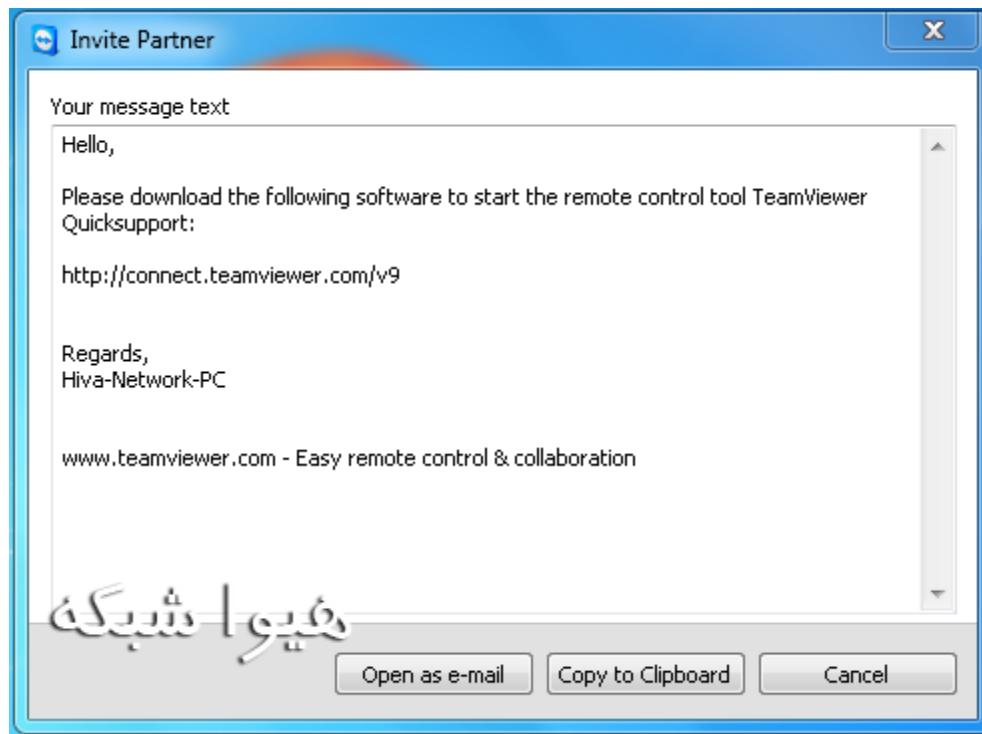 Invite Partner
Your message text
Hello,
Please download the following software to start the remote control tool TeamViewer
Quicksupport:
http://connect.teamviewer.com/v9
Regards,
Hiva-Network-PC
www.teamviewer.com - Easy remote control & collaboration
هیوا شبکه
Open as e-mail
Copy to Clipboard
Cancel